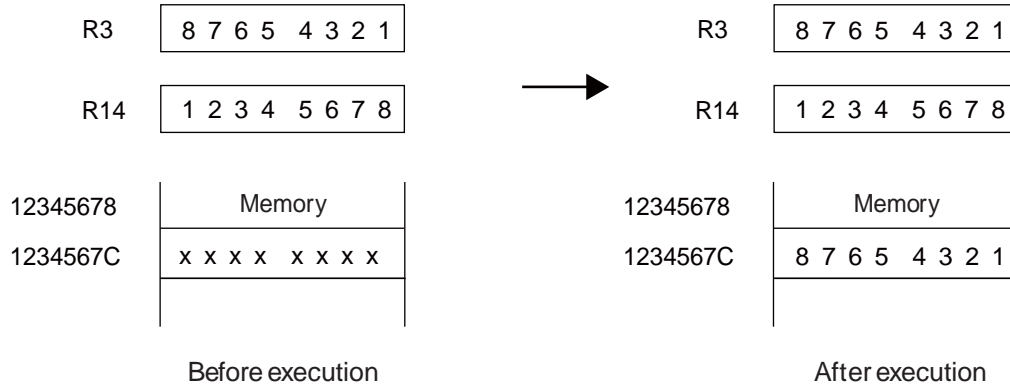 R3 8 7 6 5 4 3 2 1 R3 8 7 6 5 4 3 2 1
R14 1 2 3 4 5 6 7 8 R14 1 2 3 4 5 6 7 8
12345678 Memory 12345678 Memory
1234567C x x x x x x x x 1234567C 8 7 6 5 4 3 2 1
Before execution After execution